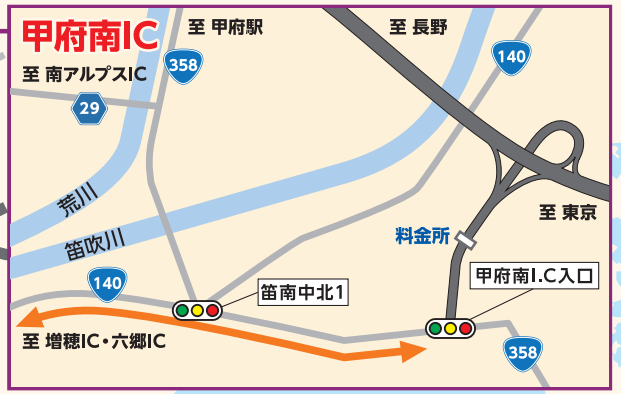 甲府南IC
至 甲府駅
至 長野
358
140
至 南アルプスIC
29
荒川
至 東京
笛吹川
料金所
140
笛南中北1
甲府南I.C入口
至 増穂IC・六郷IC
358